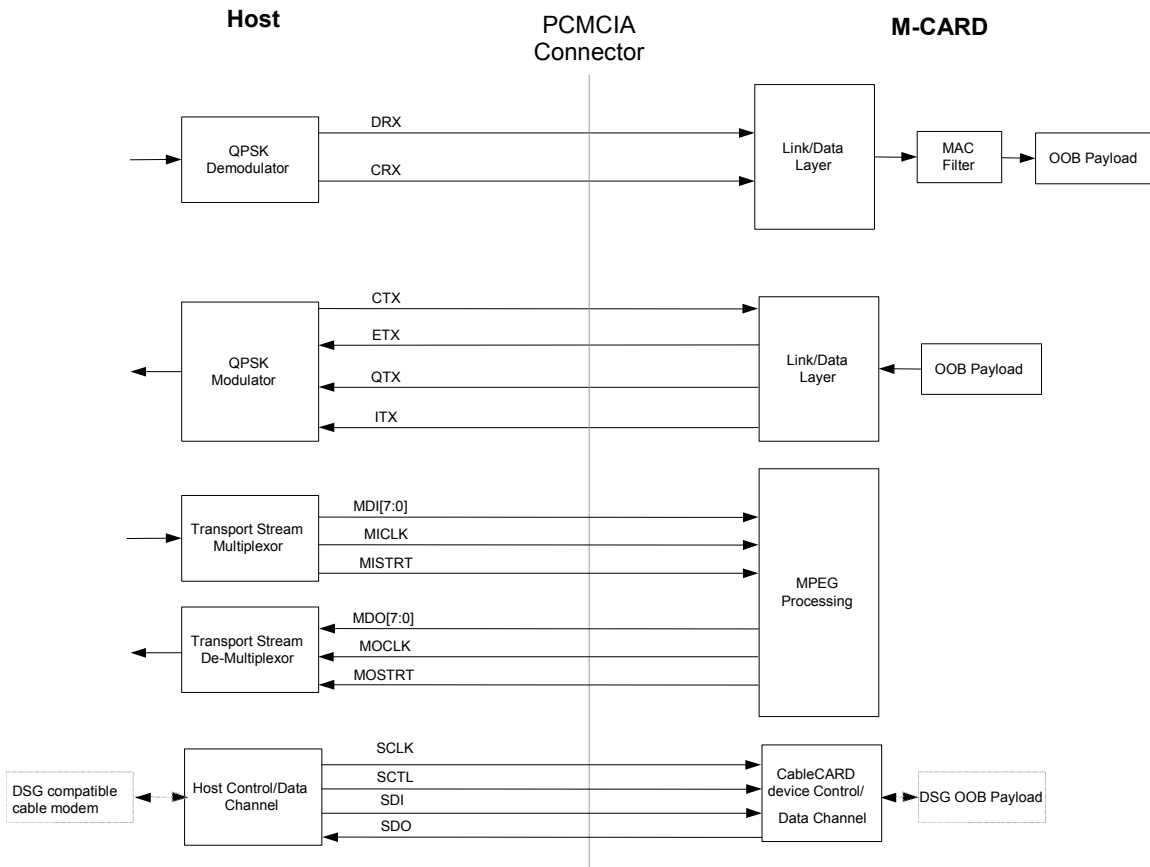 Host
PCMCIA
Connector
M-CARD
DRX
CRX
QPSK
Demodulator
Link/Data
Layer
MAC
Filter
OOB Payload
CTX
ETX
QTX
ITX
QPSK
Modulator
Link/Data
Layer
OOB Payload
MDI[7:0]
MICLK
MISTRT
Transport Stream
Multiplexor
MPEG
Processing
MDO[7:0]
MOCLK
MOSTRT
Transport Stream
De-Multiplexor
SCLK
SCTL
SDI
SDO
DSG compatible
cable modem
Host Control/Data
Channel
CableCARD
device Control/
Data Channel
DSG OOB Payload